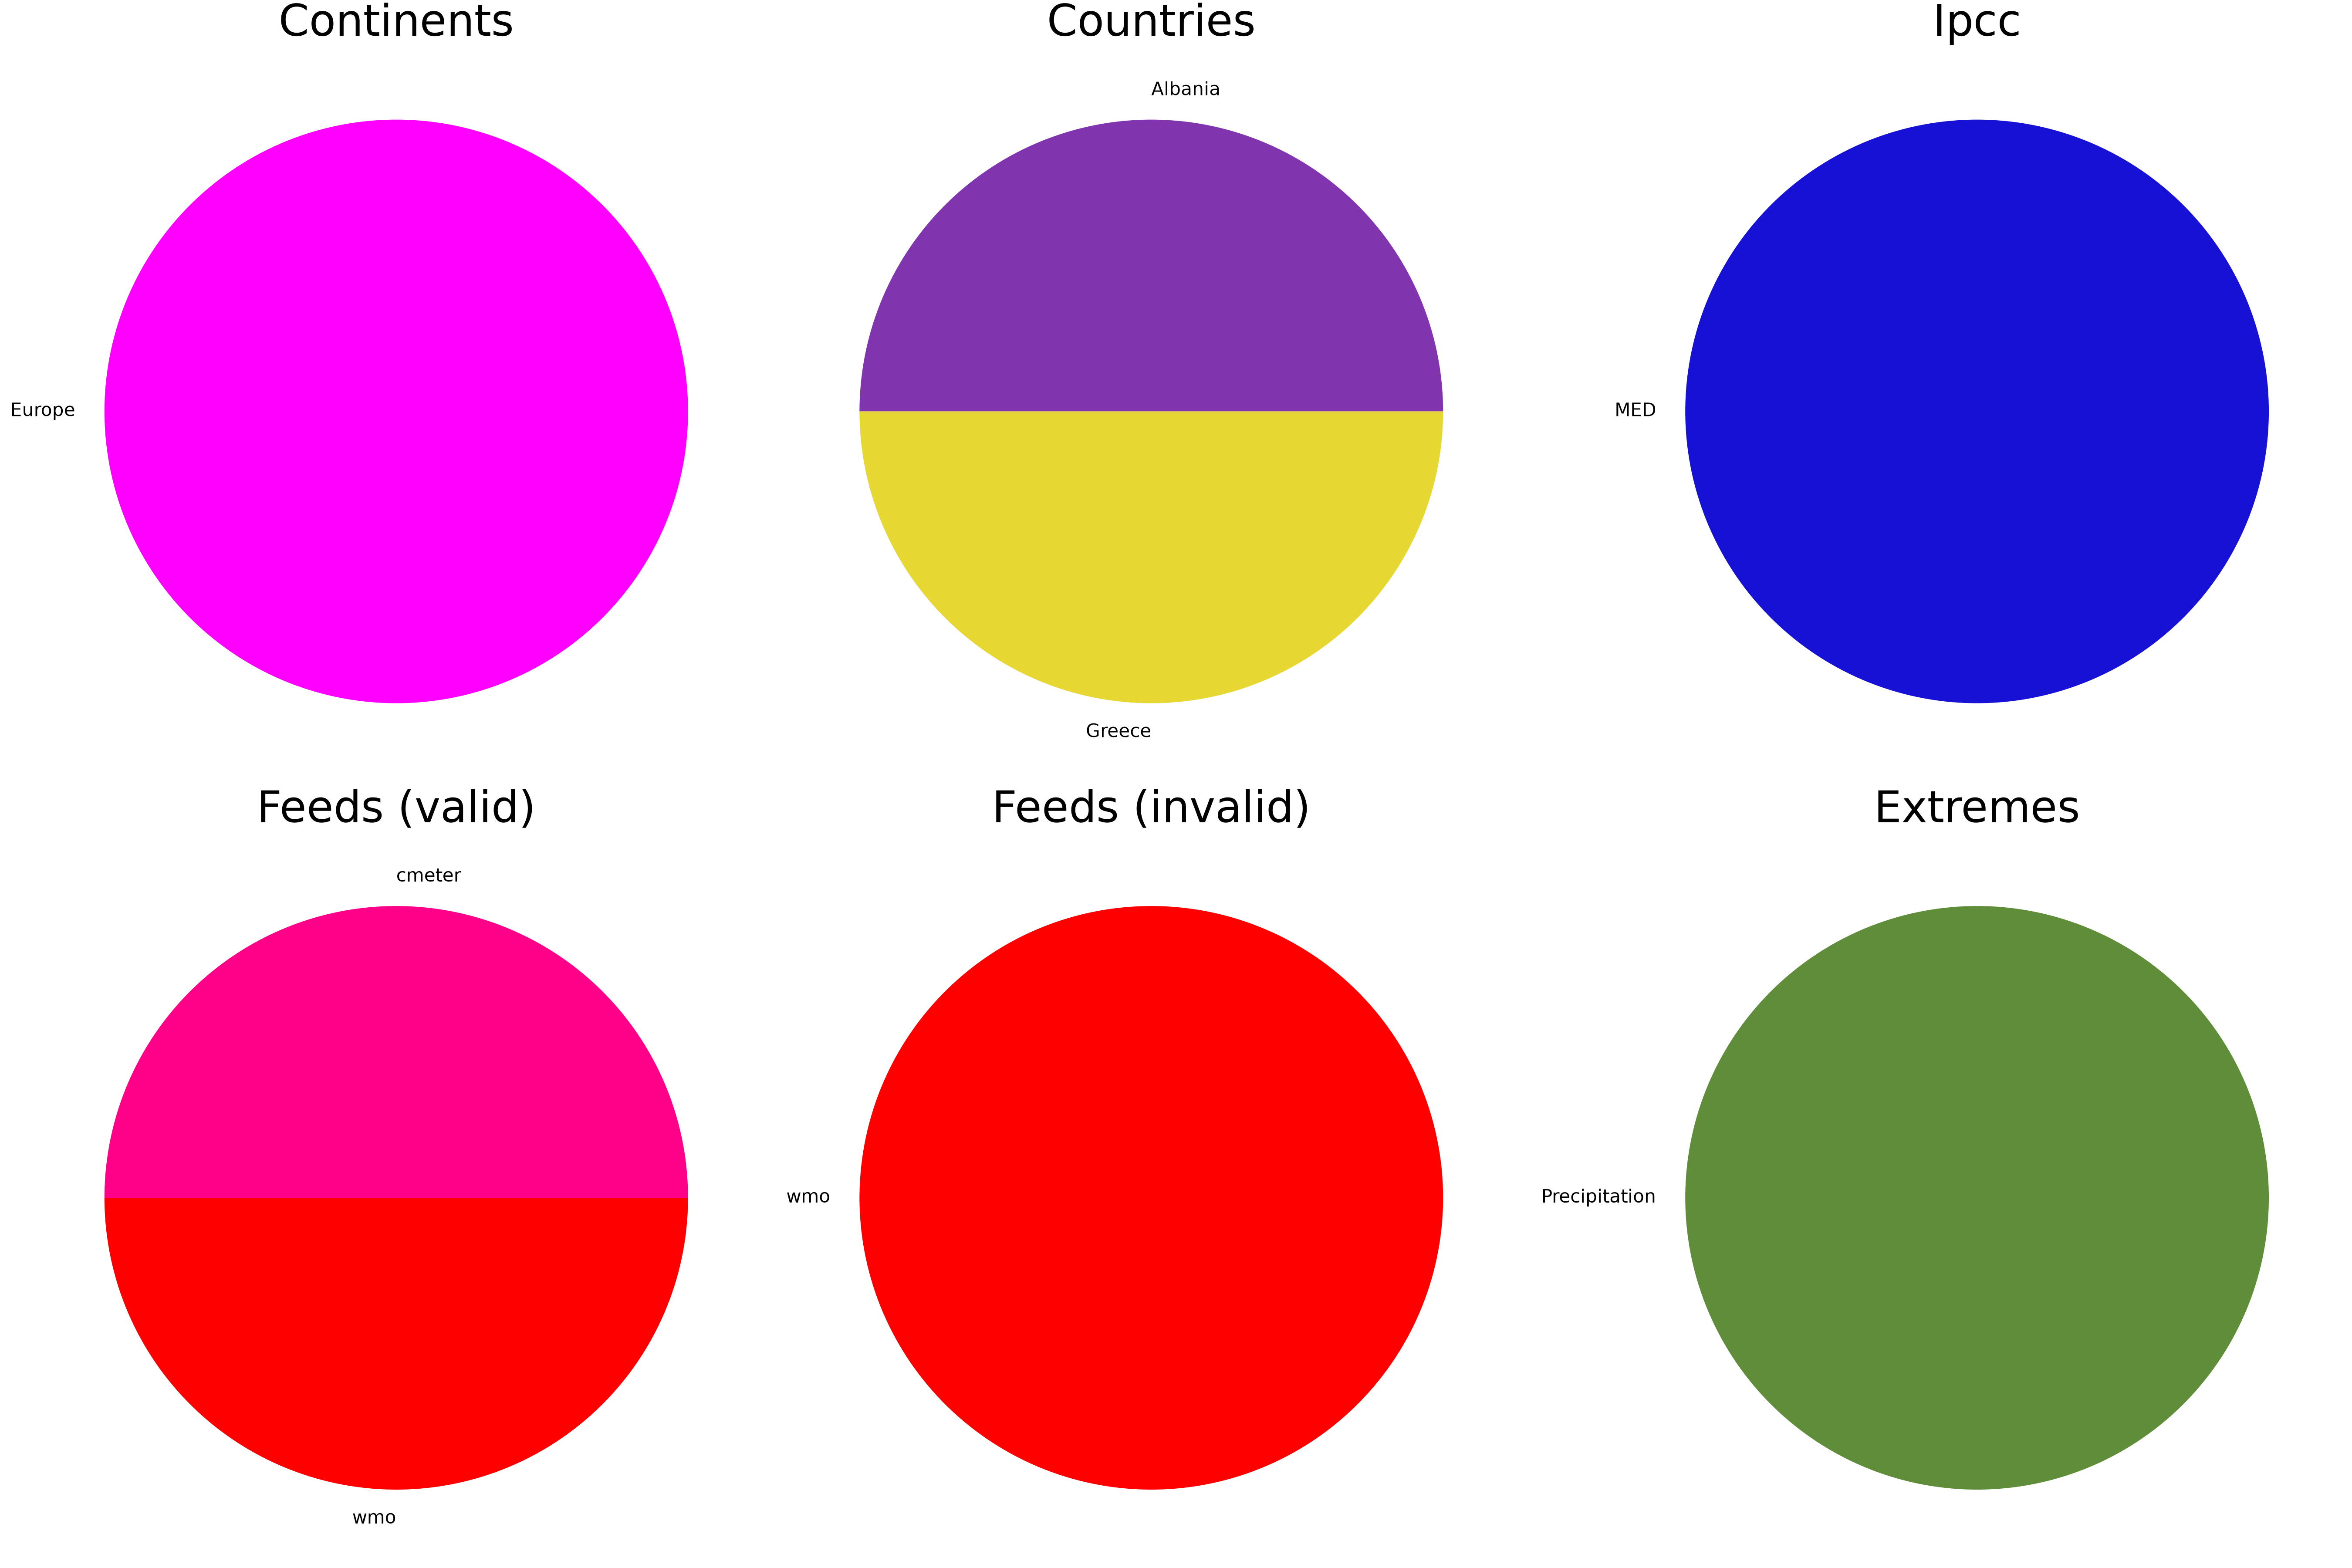 Continents
Countries
Ipcc
Albania
Europe
MED
Greece
Feeds (valid)
Feeds (invalid)
Extremes
cmeter
wmo
Precipitation
wmo